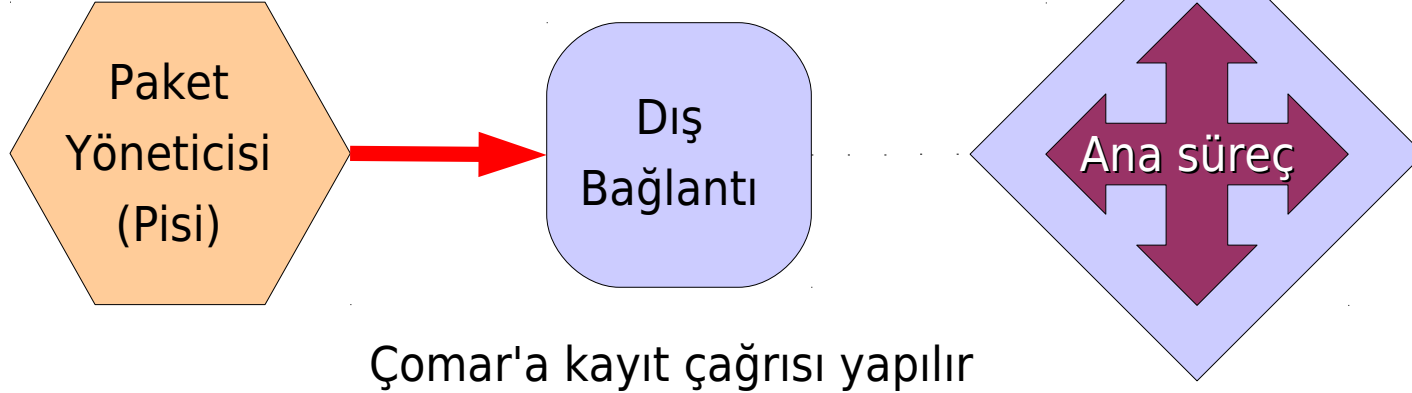 Paket
Yöneticisi
(Pisi)
Dış
Bağlantı
Ana süreç
Çomar'a kayıt çağrısı yapılır